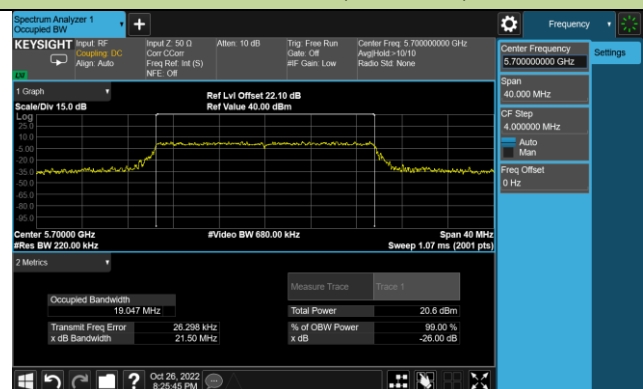 Spectrum Analyzer 1
Occupied BW
Frequency
KEYSIGHT
Input: RF
Coupling: DC
Align: Auto
Input Z: 50 Ω
Corr CCorr
Freq Ref: Int (S)
NFE: Off
Atten: 10 dB
Trig: Free Run
Gate: Off
#IF Gain: Low
Center Freq: 5.700000000 GHz
Avg|Hold:>10/10
Radio Std: None
Center Frequency
5.700000000 GHz
Settings
Span
40.000 MHz
CF Step
4.000000 MHz
Auto
Man
Freq Offset
0 Hz
1 Graph
Scale/Div 15.0 dB
Ref Lvl Offset 22.10 dB
Ref Value 40.00 dBm
Log
25.0
10.0
-5.00
-20.0
-35.0
-50.0
-65.0
-80.0
-95.0
Center 5.70000 GHz
#Res BW 220.00 kHz
#Video BW 680.00 kHz
Span 40 MHz
Sweep 1.07 ms (2001 pts)
2 Metrics
Measure Trace
Trace 1
Occupied Bandwidth
19.047 MHz
Total Power
20.6 dBm
Transmit Freq Error
26.298 kHz
% of OBW Power
99.00 %
x dB Bandwidth
21.50 MHz
x dB
-26.00 dB
Oct 26, 2022
8:25:45 PM